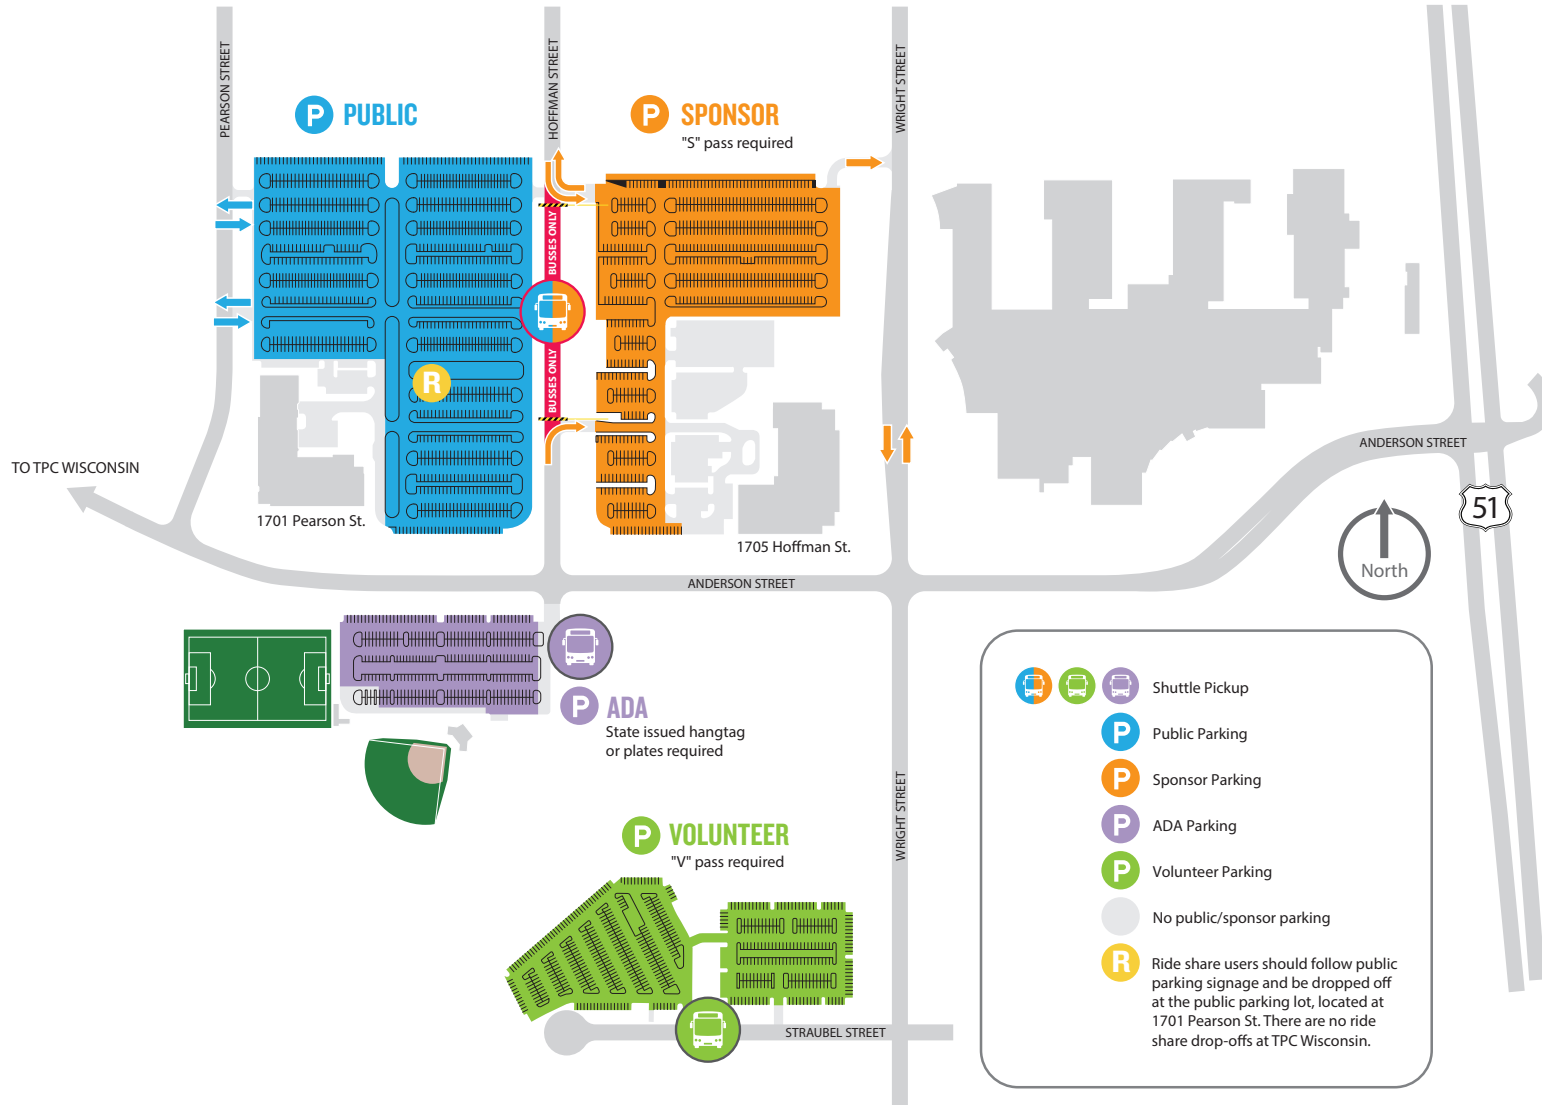 PEARSON STREET
HOFFMAN STREET
WRIGHT STREET
P PUBLIC
P SPONSOR
"S" pass required
BUSSES ONLY
BUSSES ONLY
R
TO TPC WISCONSIN
1701 Pearson St.
1705 Hoffman St.
ANDERSON STREET
51
North
ANDERSON STREET
P ADA
State issued hangtag
or plates required
WRIGHT STREET
P VOLUNTEER
"V" pass required
STRAUBEL STREET
Shuttle Pickup
P Public Parking
P Sponsor Parking
P ADA Parking
P Volunteer Parking
No public/sponsor parking
R Ride share users should follow public
parking signage and be dropped off
at the public parking lot, located at
1701 Pearson St. There are no ride
share drop-offs at TPC Wisconsin.